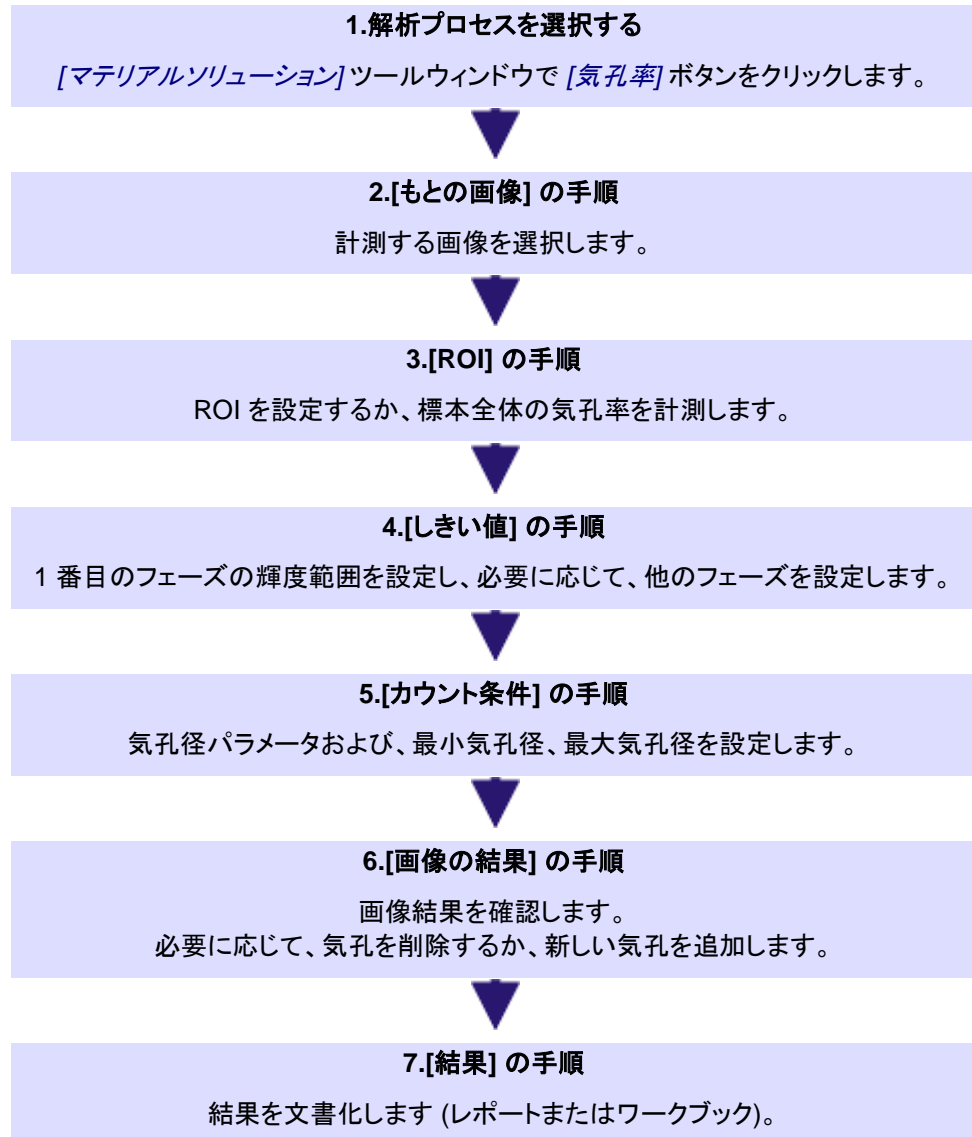 1.解析プロセスを選択する
[マテリアルソリューション] ツールウィンドウで [気孔率] ボタンをクリックします。
2.[もとの画像] の手順
計測する画像を選択します。
3.[ROI] の手順
ROI を設定するか、標本全体の気孔率を計測します。
4.[しきい値] の手順
1 番目のフェーズの輝度範囲を設定し、必要に応じて、他のフェーズを設定します。
5.[カウント条件] の手順
気孔径パラメータおよび、最小気孔径、最大気孔径を設定します。
6.[画像の結果] の手順
画像結果を確認します。
必要に応じて、気孔を削除するか、新しい気孔を追加します。
7.[結果] の手順
結果を文書化します (レポートまたはワークブック)。